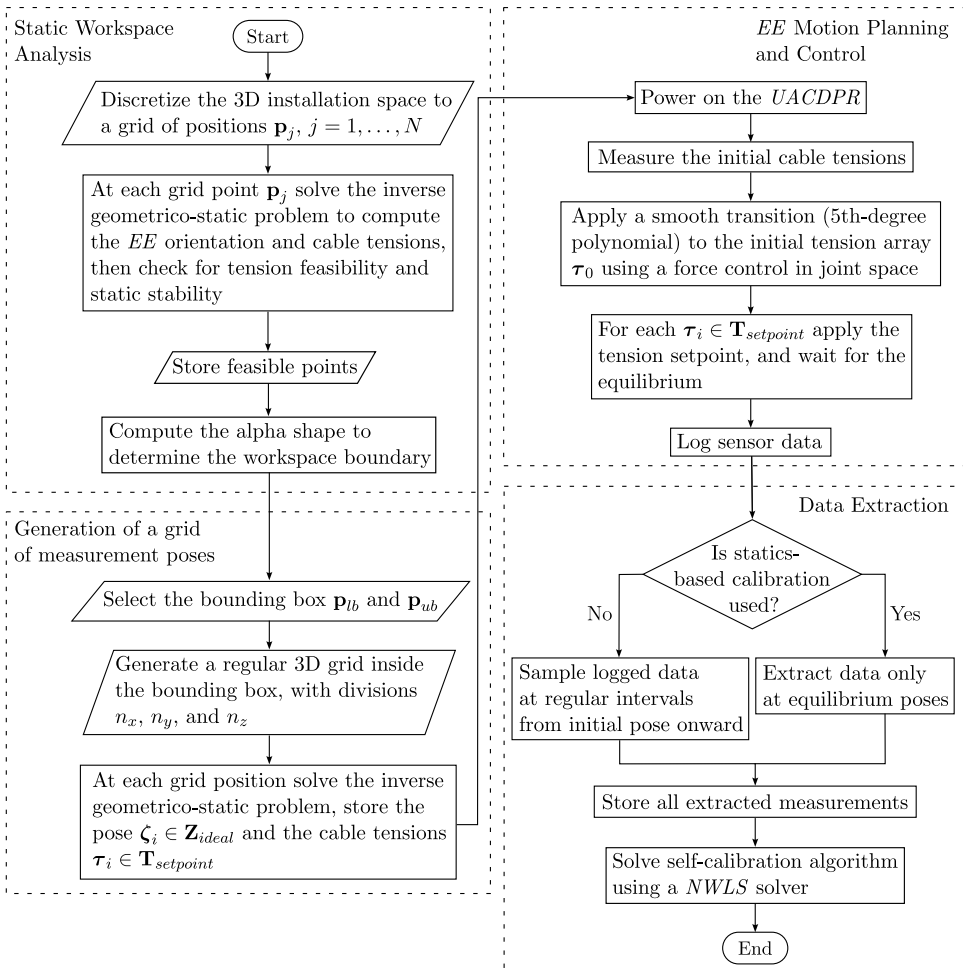 Static Workspace
Analysis
Start
Discretize the 3D installation space to
a grid of positions p_j, j = 1, . . . , N
At each grid point p_j solve the inverse
geometrico-static problem to compute
the EE orientation and cable tensions,
then check for tension feasibility and
static stability
Store feasible points
Compute the alpha shape to
determine the workspace boundary
Generation of a grid
of measurement poses
Select the bounding box p_lb and p_ub
Generate a regular 3D grid inside
the bounding box, with divisions
n_x, n_y, and n_z
At each grid position solve the inverse
geometrico-static problem, store the
pose ζ_i ∈ Z_ideal and the cable tensions
τ_i ∈ T_setpoint
EE Motion Planning
and Control
Power on the UACDPR
Measure the initial cable tensions
Apply a smooth transition (5th-degree
polynomial) to the initial tension array
τ_0 using a force control in joint space
For each τ_i ∈ T_setpoint apply the
tension setpoint, and wait for the
equilibrium
Log sensor data
Data Extraction
Is statics-
based calibration
used?
No
Yes
Sample logged data
at regular intervals
from initial pose onward
Extract data only
at equilibrium poses
Store all extracted measurements
Solve self-calibration algorithm
using a NWLS solver
End